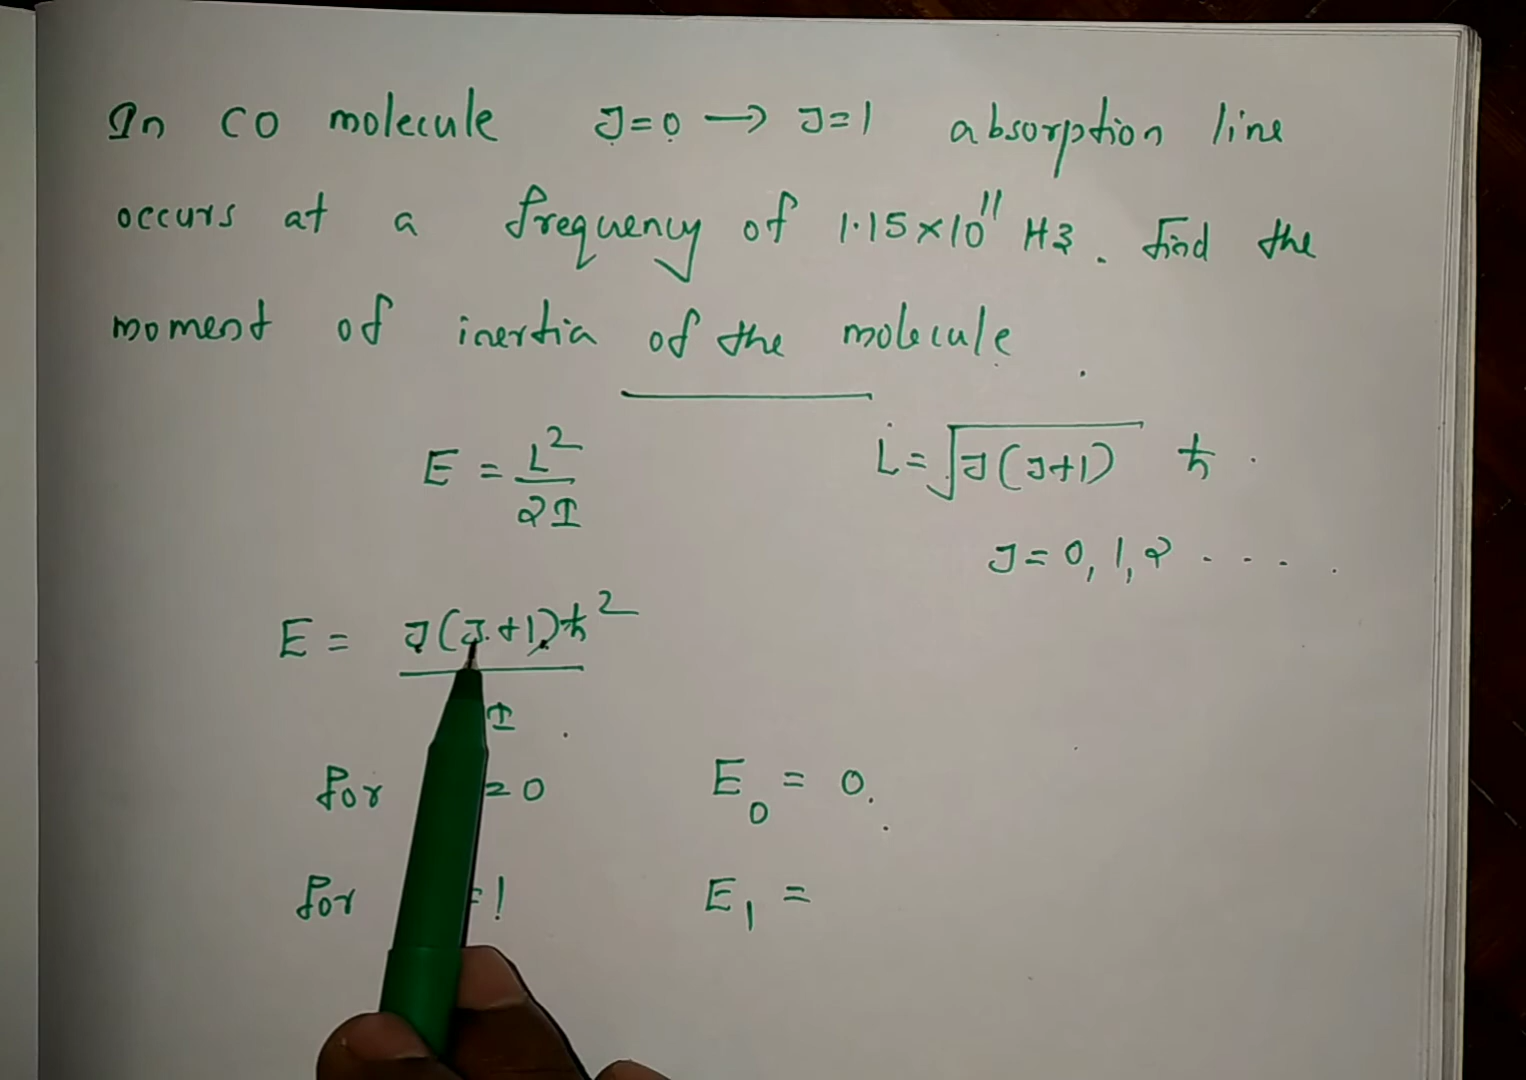 In CO molecule J=0 → J=1 absorption line
occurs at a frequency of 1.15×10¹¹ Hz. find the
moment of inertia of the molecule.
E = L²/2I
L = √J(J+1) ℏ.
J = 0, 1, 2 . . . .
E = J(J+1)ℏ² / I.
for =0 E₀ = 0.
for =1 E₁ =